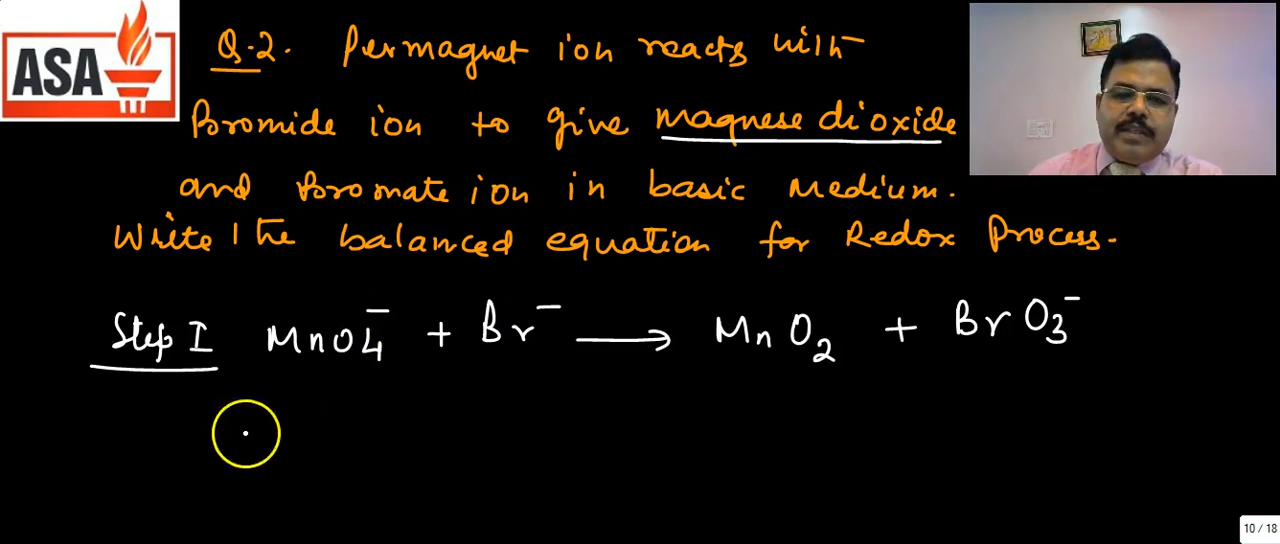 ASA
Q.2. Permagnet ion reacts with
Bromide ion to give magnese dioxide
and bromate ion in basic medium.
Write the balanced equation for Redox Process.
Step I MnO₄⁻ + Br⁻ ⟶ MnO₂ + BrO₃⁻
10 / 18